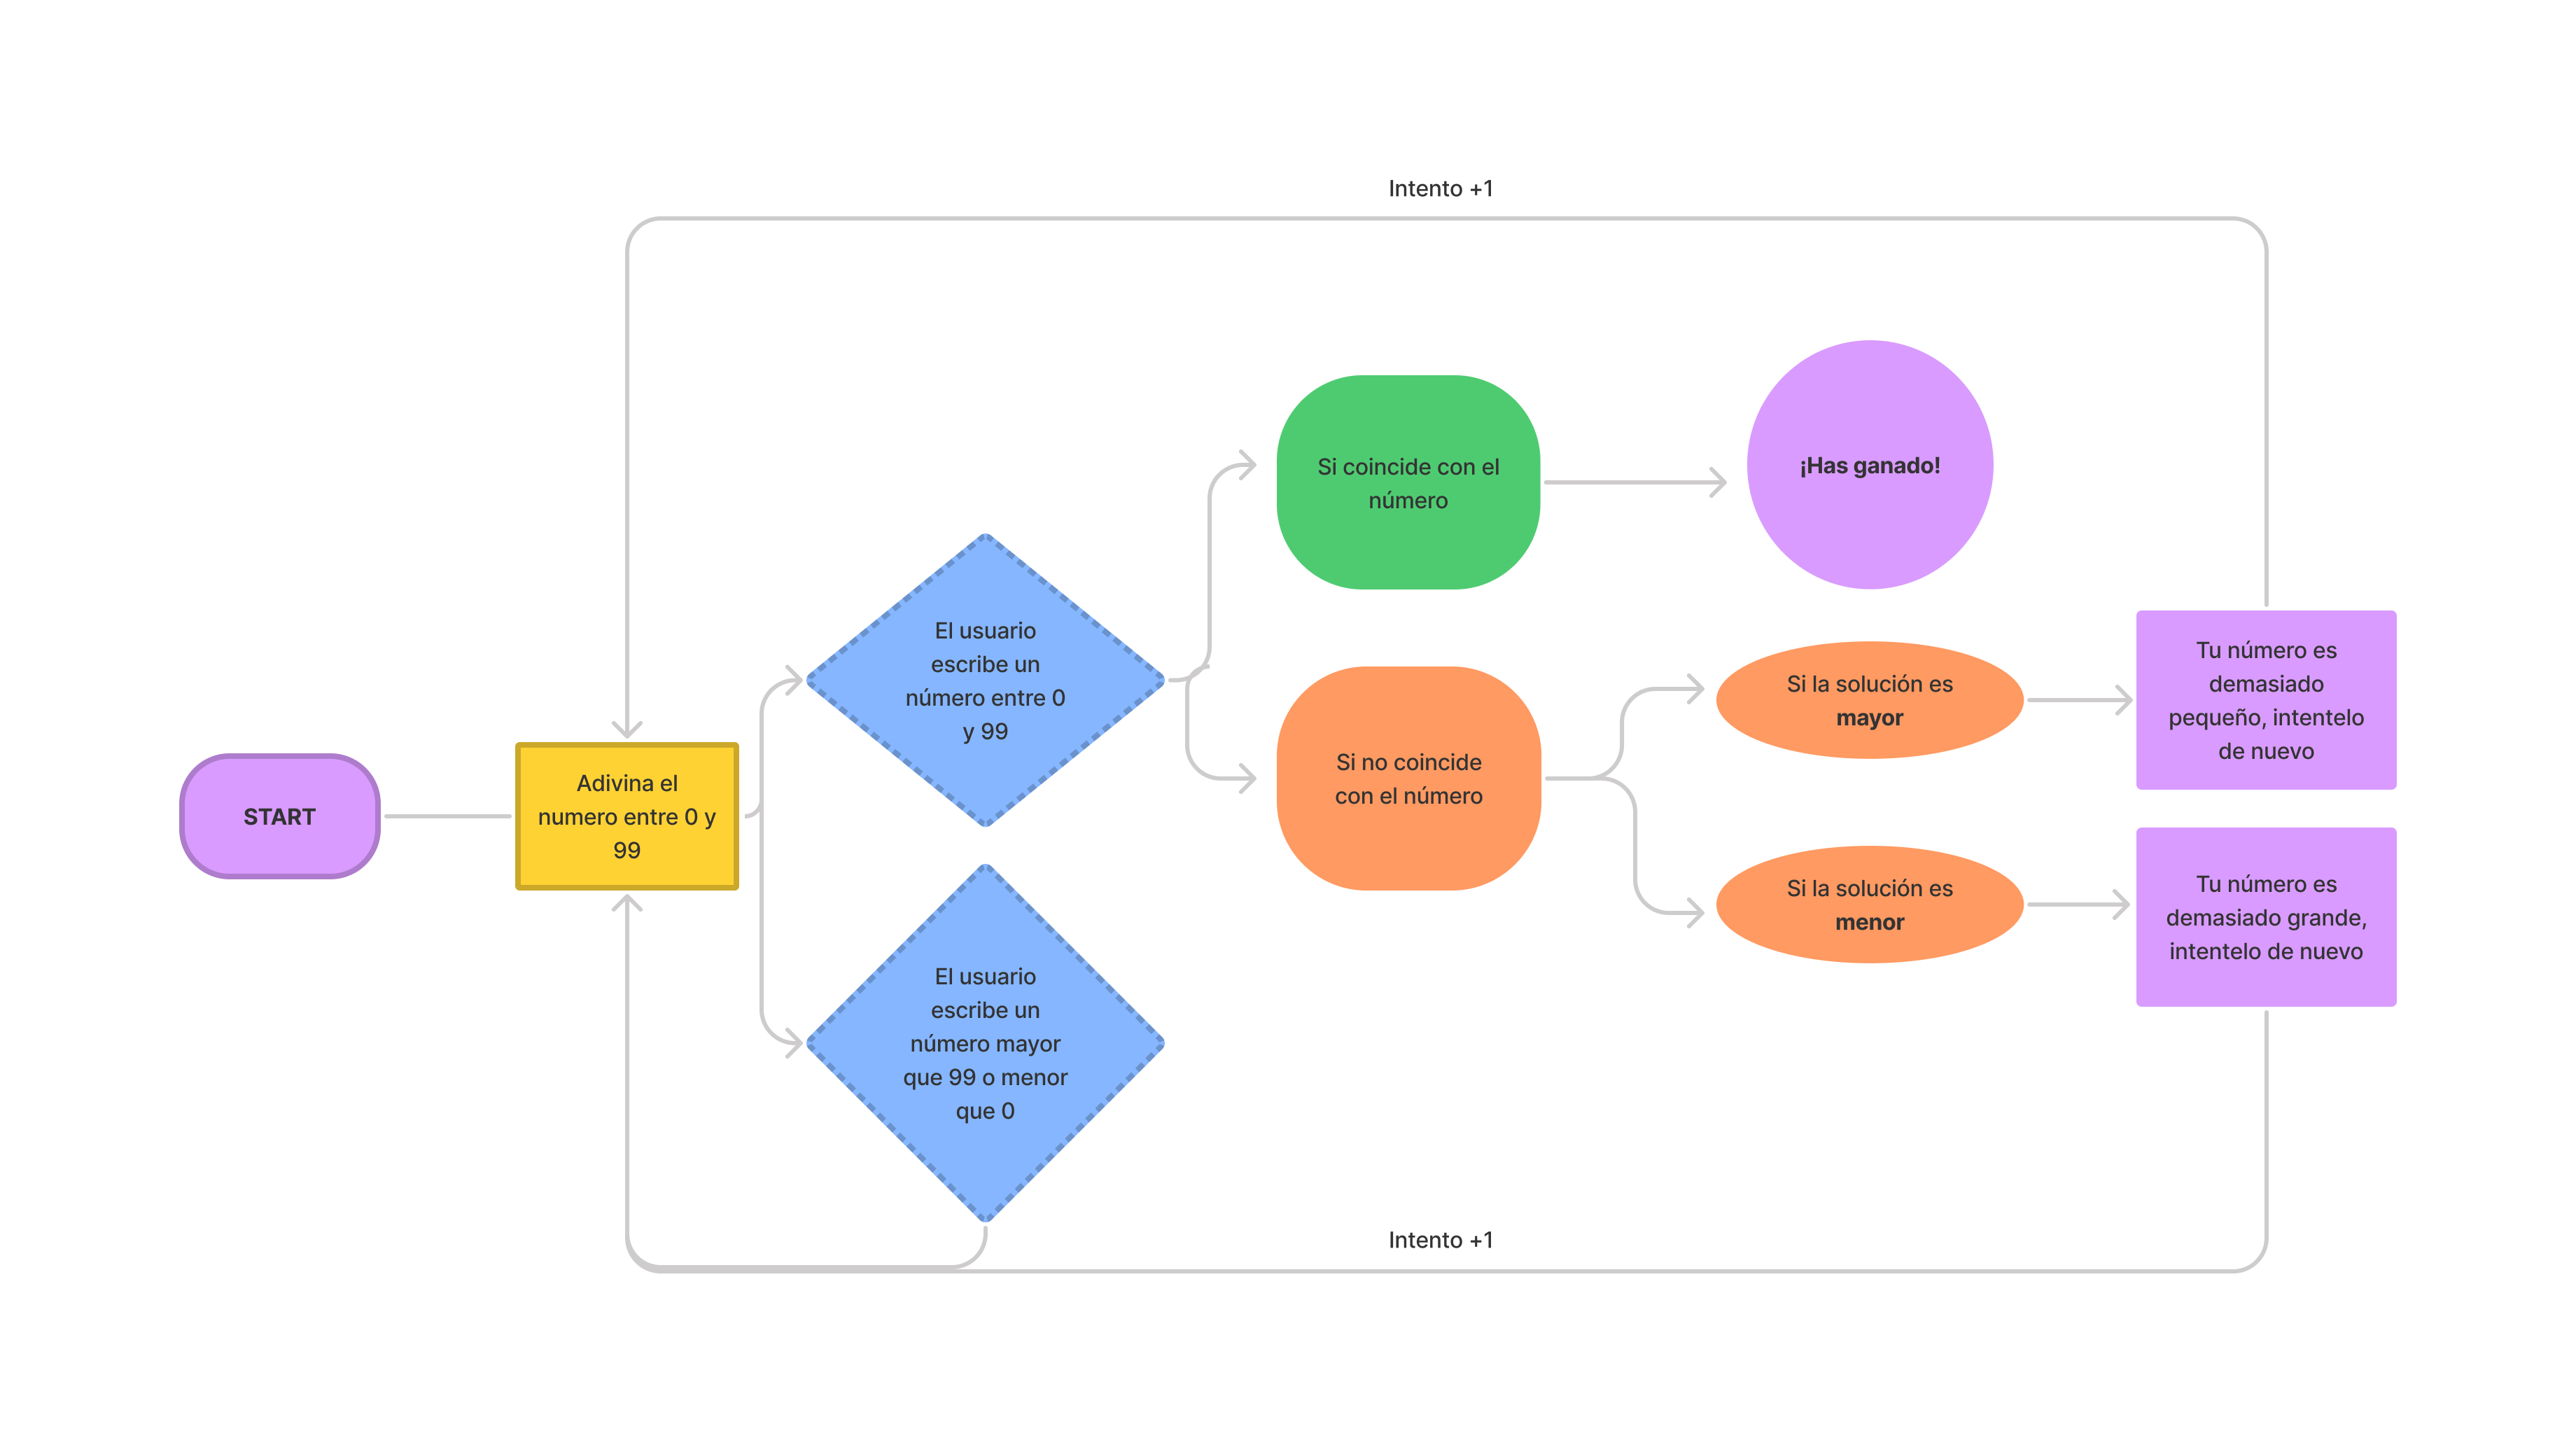 Intento +1
START
Adivina el
numero entre 0 y
99
El usuario
escribe un
número entre 0
y 99
El usuario
escribe un
número mayor
que 99 o menor
que 0
Si coincide con el
número
¡Has ganado!
Si no coincide
con el número
Si la solución es
mayor
Tu número es
demasiado
pequeño, intentelo
de nuevo
Si la solución es
menor
Tu número es
demasiado grande,
intentelo de nuevo
Intento +1